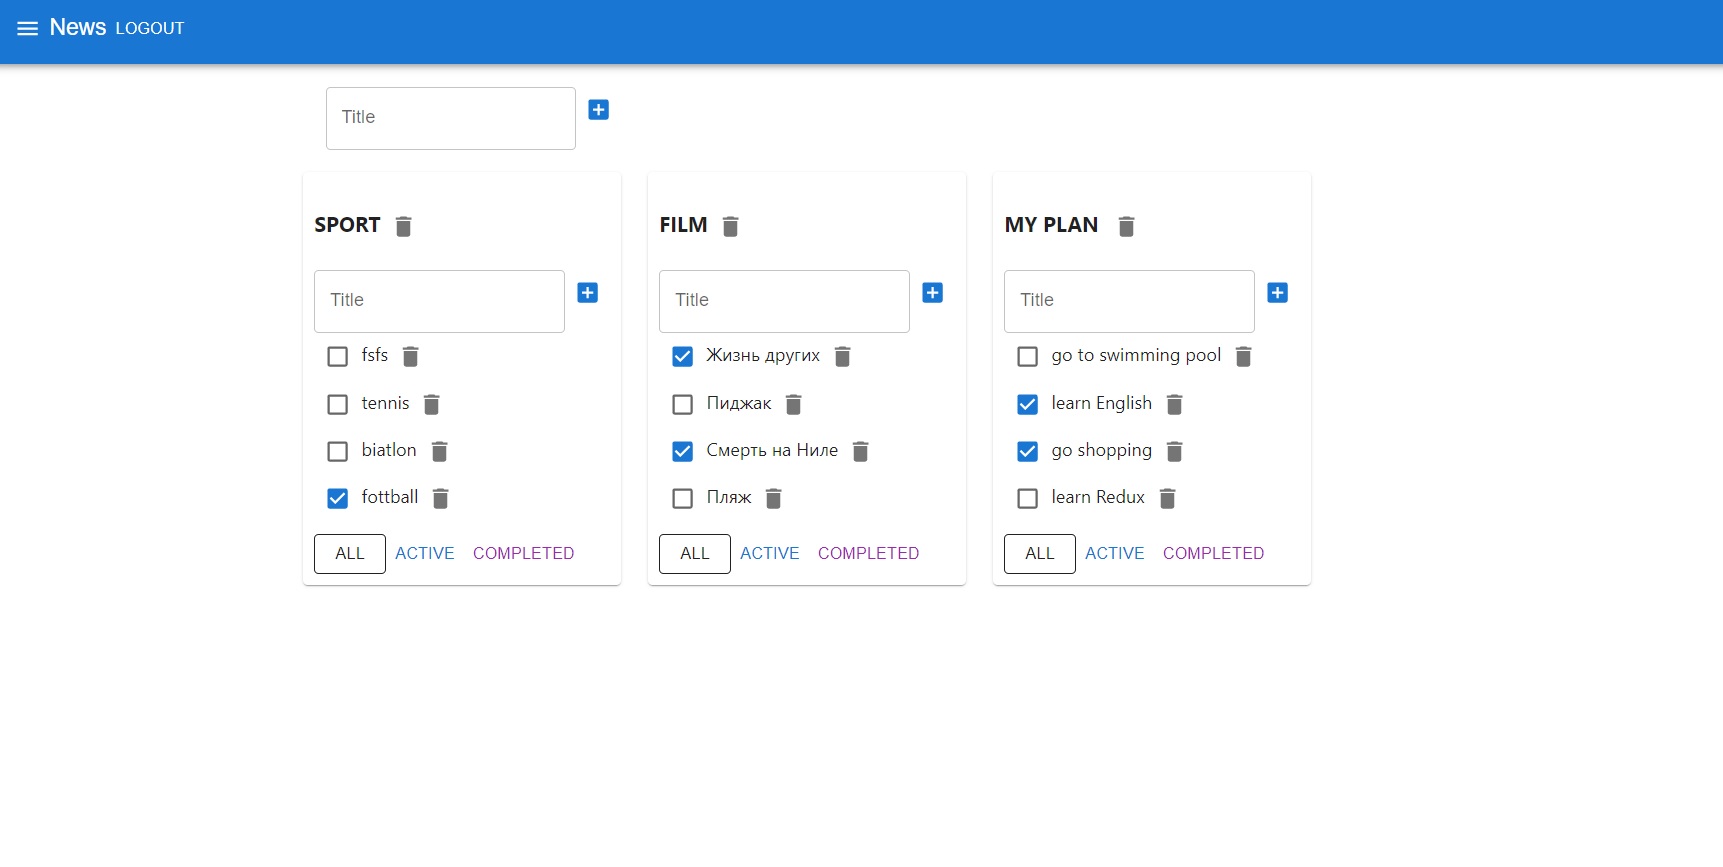 News LOGOUT
Title
SPORT
Title
fsfs
tennis
biatlon
fottball
ALL ACTIVE COMPLETED
FILM
Title
Жизнь других
Пиджак
Смерть на Ниле
Пляж
ALL ACTIVE COMPLETED
MY PLAN
Title
go to swimming pool
learn English
go shopping
learn Redux
ALL ACTIVE COMPLETED